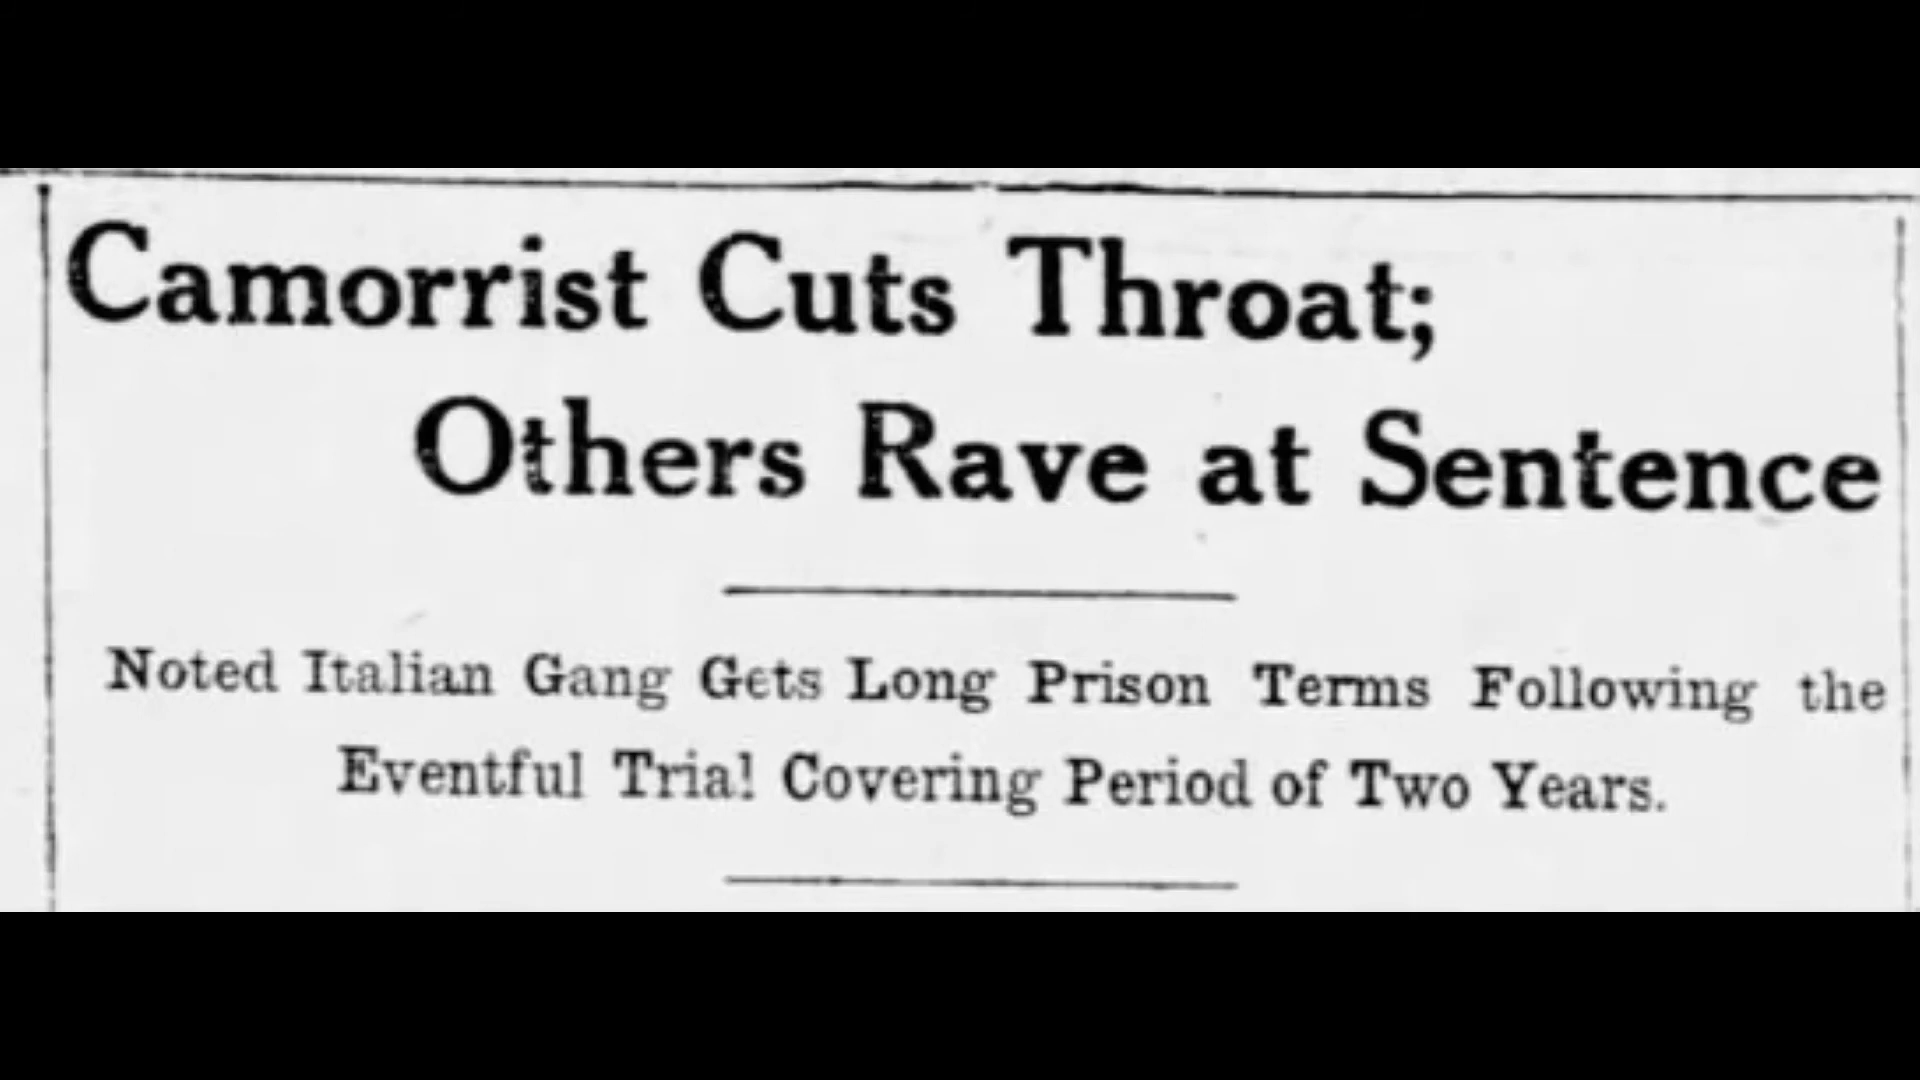 Camorrist Cuts Throat;
Others Rave at Sentence
Noted Italian Gang Gets Long Prison Terms Following the
Eventful Trial Covering Period of Two Years.